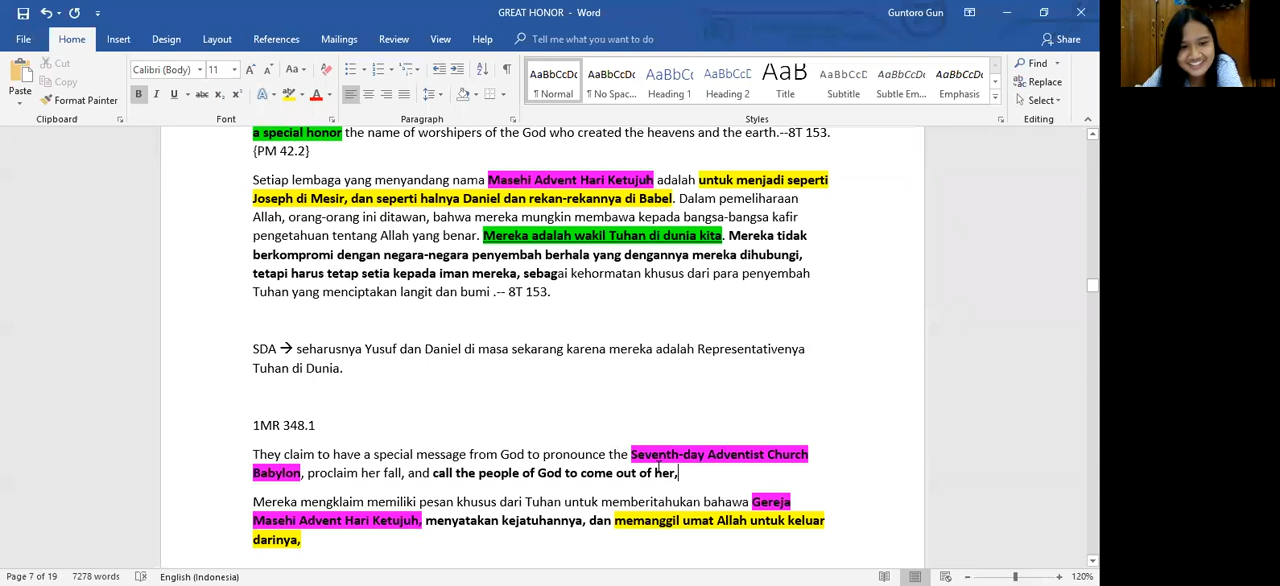 GREAT HONOR - Word
Guntoro Gun
File Home Insert Design Layout References Mailings Review View Help Tell me what you want to do Share
Paste Cut Copy Format Painter Clipboard
Calibri (Body) 11 Font
Paragraph
AaBbCcDc AaBbCcDc AaBbCc AaBbCcC AaB AaBbCcD AaBbCcDc AaBbCcDc
¶ Normal ¶ No Spac... Heading 1 Heading 2 Title Subtitle Subtle Em... Emphasis
Styles
Find Replace Select Editing
a special honor the name of worshipers of the God who created the heavens and the earth.--8T 153.
{PM 42.2}
Setiap lembaga yang menyandang nama Masehi Advent Hari Ketujuh adalah untuk menjadi seperti
Joseph di Mesir, dan seperti halnya Daniel dan rekan-rekannya di Babel. Dalam pemeliharaan
Allah, orang-orang ini ditawan, bahwa mereka mungkin membawa kepada bangsa-bangsa kafir
pengetahuan tentang Allah yang benar. Mereka adalah wakil Tuhan di dunia kita. Mereka tidak
berkompromi dengan negara-negara penyembah berhala yang dengannya mereka dihubungi,
tetapi harus tetap setia kepada iman mereka, sebagai kehormatan khusus dari para penyembah
Tuhan yang menciptakan langit dan bumi .-- 8T 153.
SDA → seharusnya Yusuf dan Daniel di masa sekarang karena mereka adalah Representativenya
Tuhan di Dunia.
1MR 348.1
They claim to have a special message from God to pronounce the Seventh-day Adventist Church
Babylon, proclaim her fall, and call the people of God to come out of her,
Mereka mengklaim memiliki pesan khusus dari Tuhan untuk memberitahukan bahawa Gereja
Masehi Advent Hari Ketujuh, menyatakan kejatuhannya, dan memanggil umat Allah untuk keluar
darinya,
Page 7 of 19 7278 words English (Indonesia) 120%